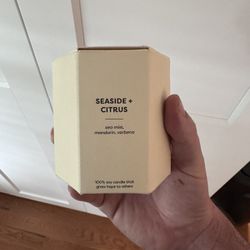 SEASIDE +
CITRUS
sea mist,
mandarin, verbena
100% soy candle that
gives hope to others